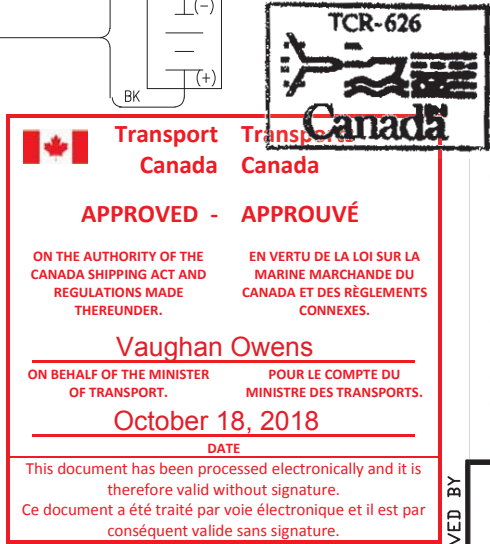 (-)
(+)
BK
TCR-626
Canada
Transport Transports
Canada Canada
APPROVED - APPROUVÉ
ON THE AUTHORITY OF THE
CANADA SHIPPING ACT AND
REGULATIONS MADE
THEREUNDER.
EN VERTU DE LA LOI SUR LA
MARINE MARCHANDE DU
CANADA ET DES RÈGLEMENTS
CONNEXES.
Vaughan Owens
ON BEHALF OF THE MINISTER
OF TRANSPORT.
POUR LE COMPTE DU
MINISTRE DES TRANSPORTS.
October 18, 2018
DATE
This document has been processed electronically and it is
therefore valid without signature.
Ce document a été traité par voie électronique et il est par
conséquent valide sans signature.
VED BY